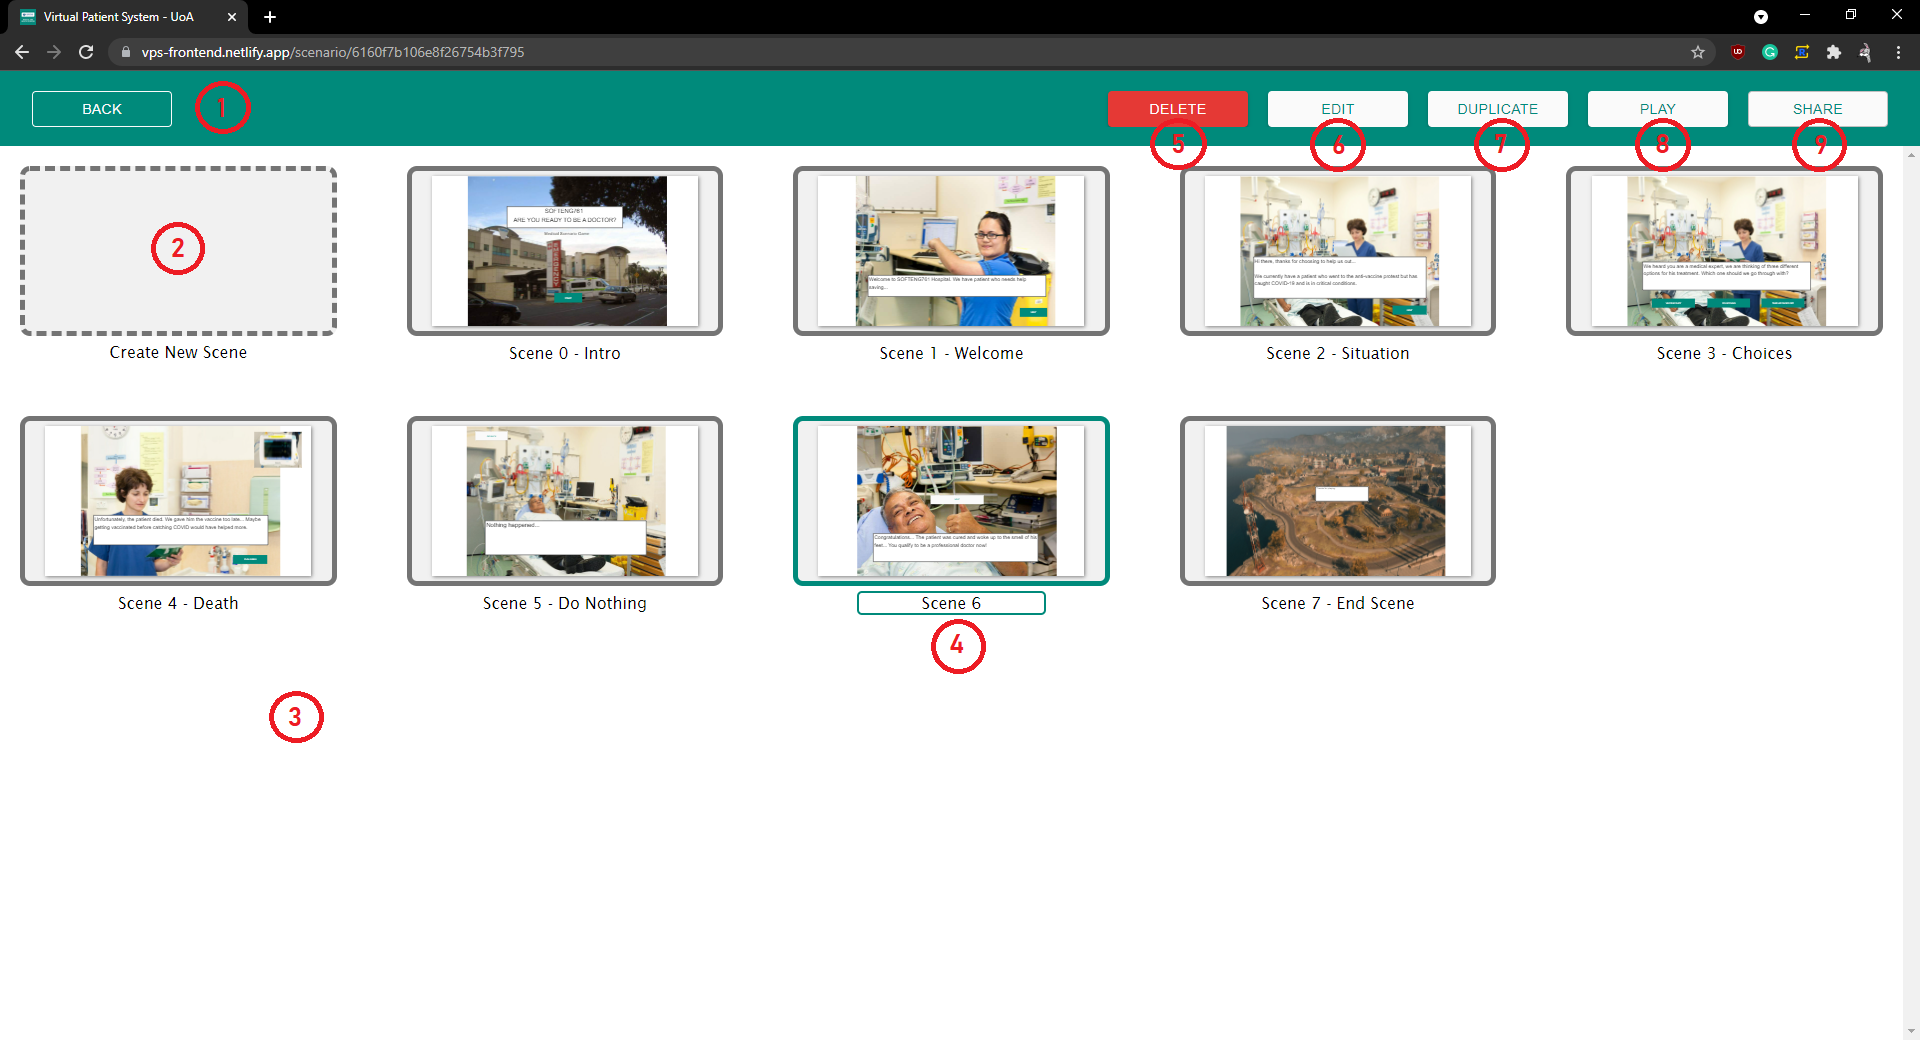 Virtual Patient System - UoA
vps-frontend.netlify.app/scenario/6160f7b106e8f26754b3f795
BACK
1
DELETE
EDIT
DUPLICATE
PLAY
SHARE
5
6
7
8
9
2
SOFTENG761
ARE YOU READY TO BE A DOCTOR?
Welcome to SOFTENG761 Hospital. We have patient who needs help
saving...
Hi there, thanks for choosing to help us out...
We currently have a patient who went to the anti-vaccine protest but has
caught COVID-19 and is in critical conditions.
We heard you are a medical expert, we are thinking of three different
options for his treatment. Which one should we go through with?
Create New Scene
Scene 0 - Intro
Scene 1 - Welcome
Scene 2 - Situation
Scene 3 - Choices
Unfortunately, the patient died. We gave him the vaccine too late... Maybe
getting vaccinated before catching COVID would have helped more.
Nothing happened...
Congratulations... The patient was cured and woke up to the smell of his
feet... You qualify to be a professional doctor now!
Scene 4 - Death
Scene 5 - Do Nothing
Scene 6
Scene 7 - End Scene
4
3